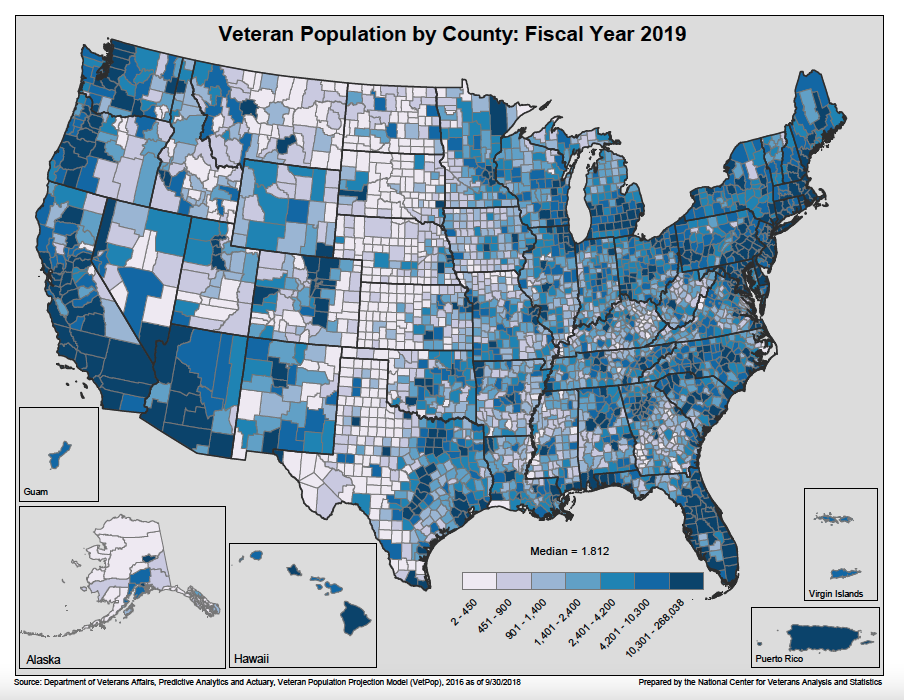 Veteran Population by County: Fiscal Year 2019
Guam
Alaska
Hawaii
Median = 1.812
2 - 450
451 - 900
901 - 1,400
1,401 - 2,400
2,401 - 4,200
4,201 - 10,300
10,301 - 268,038
Virgin Islands
Puerto Rico
Source: Department of Veterans Affairs, Predictive Analytics and Actuary, Veteran Population Projection Model (VetPop), 2016 as of 9/30/2018
Prepared by the National Center for Veterans Analysis and Statistics